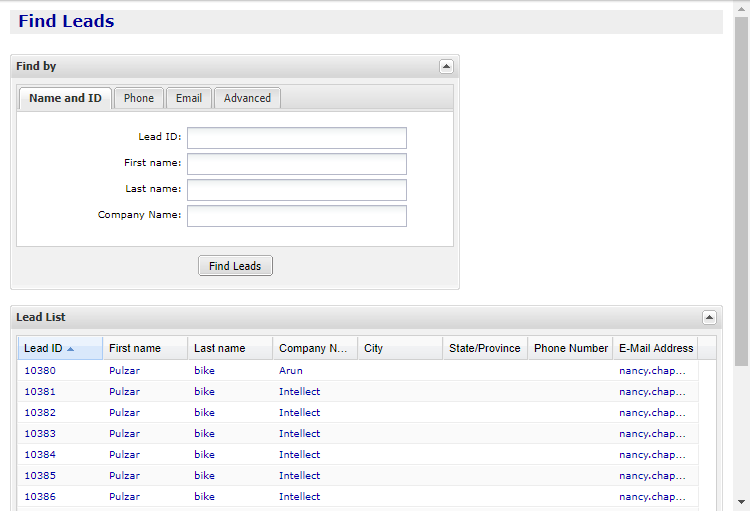 Find Leads
Find by
Name and ID Phone Email Advanced
Lead ID:
First name:
Last name:
Company Name:
Find Leads
Lead List
Lead ID First name Last name Company N... City State/Province Phone Number E-Mail Address
10380 Pulzar bike Arun nancy.chap...
10381 Pulzar bike Intellect nancy.chap...
10382 Pulzar bike Intellect nancy.chap...
10383 Pulzar bike Intellect nancy.chap...
10384 Pulzar bike Intellect nancy.chap...
10385 Pulzar bike Intellect nancy.chap...
10386 Pulzar bike Intellect nancy.chap...